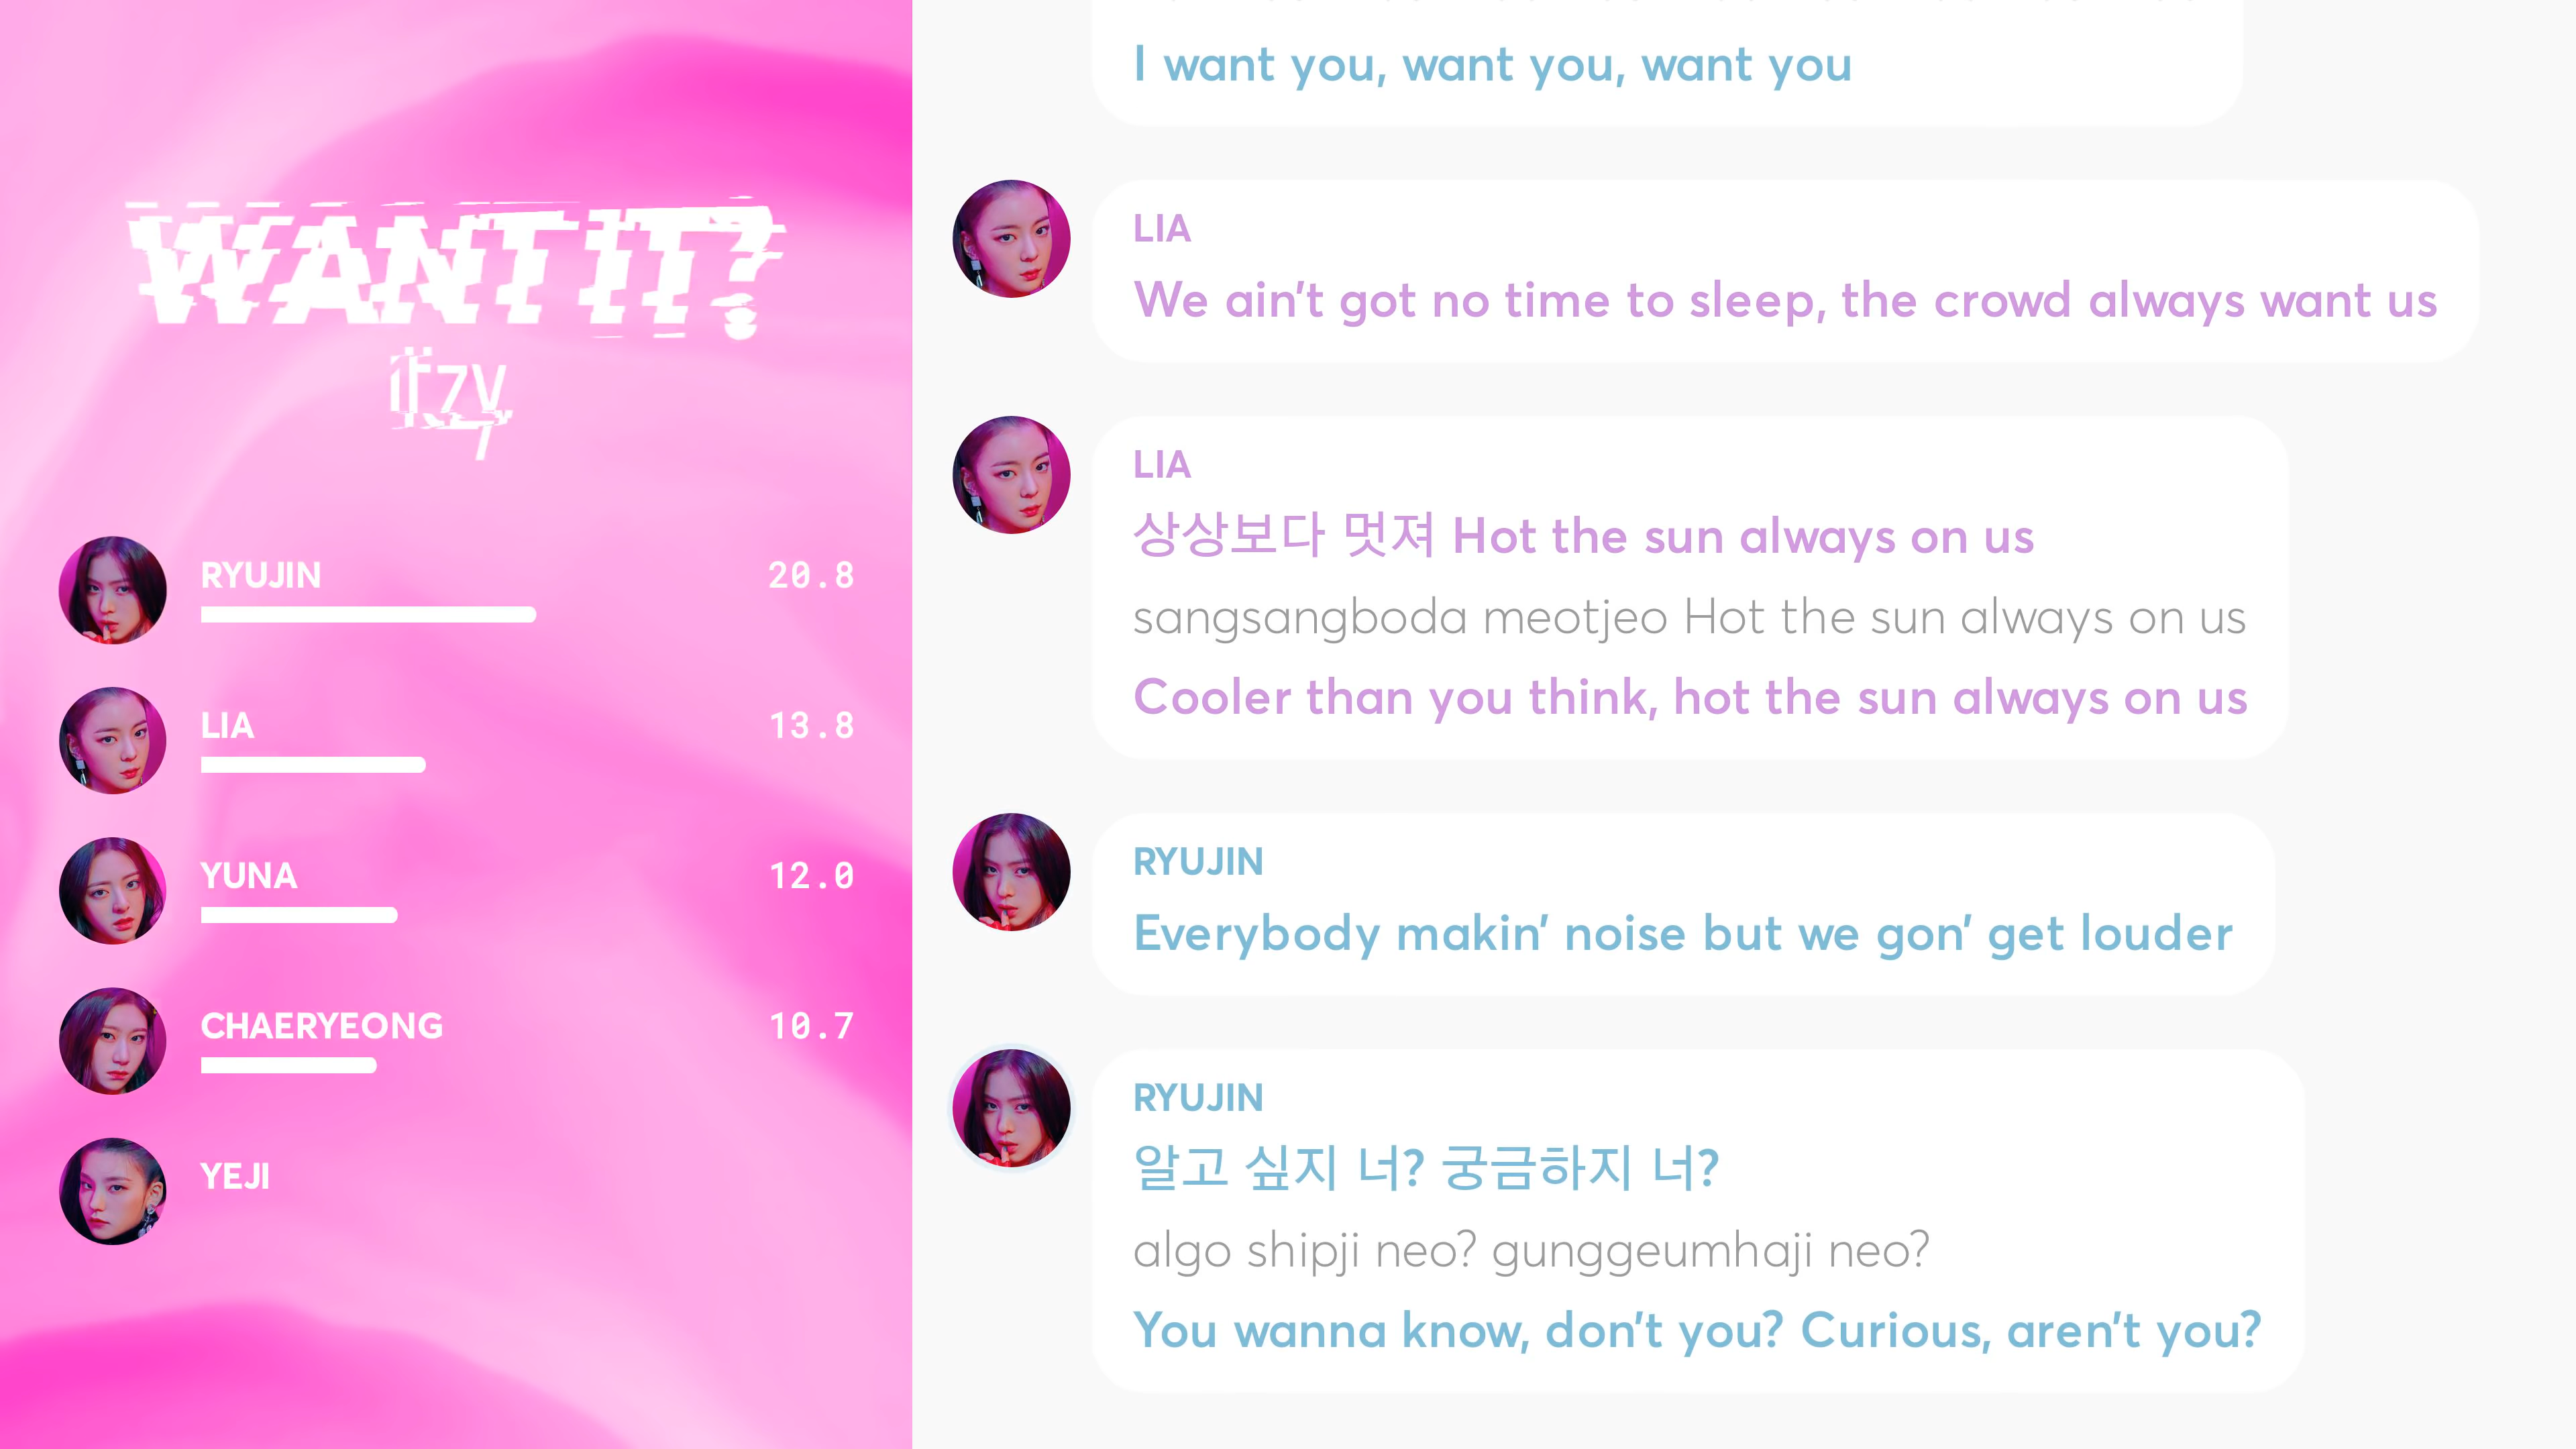 WANT IT?
itzy
RYUJIN 20.8
LIA 13.8
YUNA 12.0
CHAERYEONG 10.7
YEJI
I want you, want you, want you
LIA
We ain't got no time to sleep, the crowd always want us
LIA
상상보다 멋져 Hot the sun always on us
sangsangboda meotjeo Hot the sun always on us
Cooler than you think, hot the sun always on us
RYUJIN
Everybody makin' noise but we gon' get louder
RYUJIN
알고 싶지 너? 궁금하지 너?
algo shipji neo? gunggeumhaji neo?
You wanna know, don't you? Curious, aren't you?